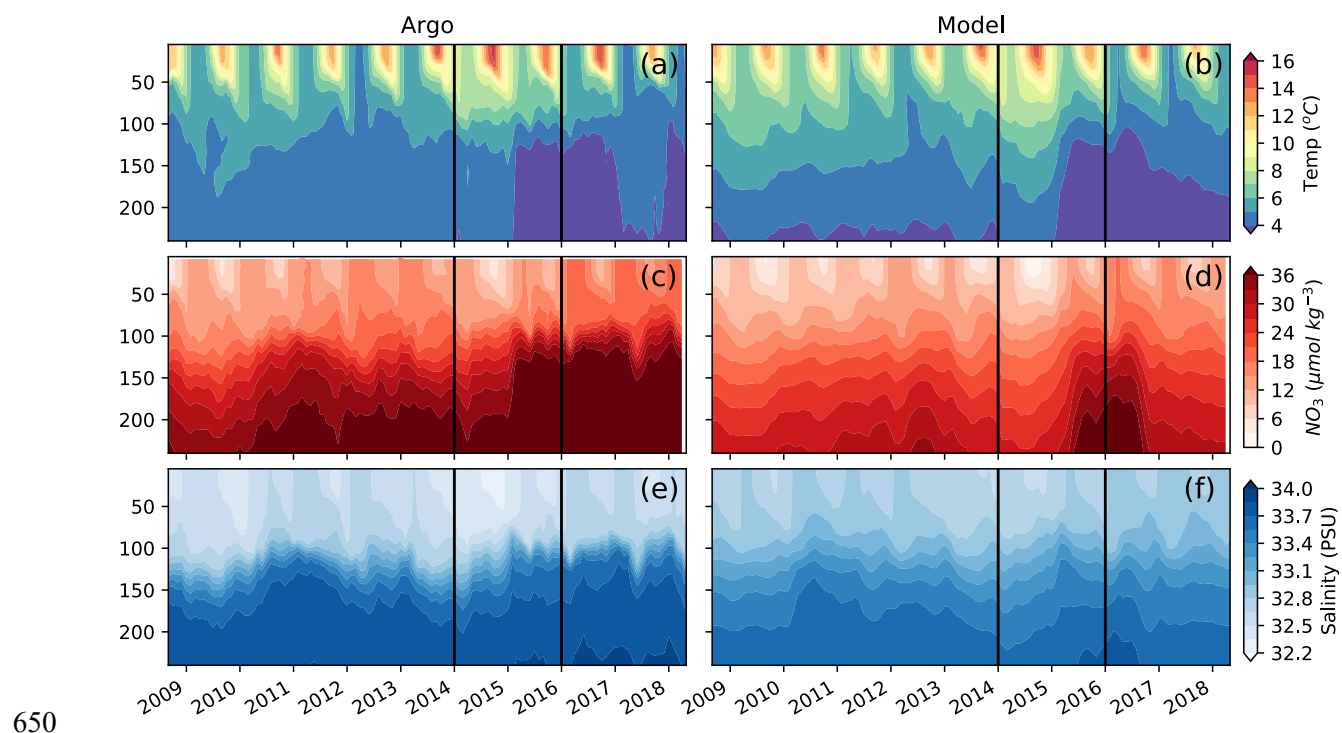 Argo
Model
50
100
150
200
(a)
(b)
16
14
12
10
8
6
4
Temp (°C)
50
100
150
200
(c)
(d)
36
30
24
18
12
6
0
NO₃ (μmol kg⁻³)
50
100
150
200
(e)
(f)
34.0
33.7
33.4
33.1
32.8
32.5
32.2
Salinity (PSU)
2009 2010 2011 2012 2013 2014 2015 2016 2017 2018
2009 2010 2011 2012 2013 2014 2015 2016 2017 2018
650